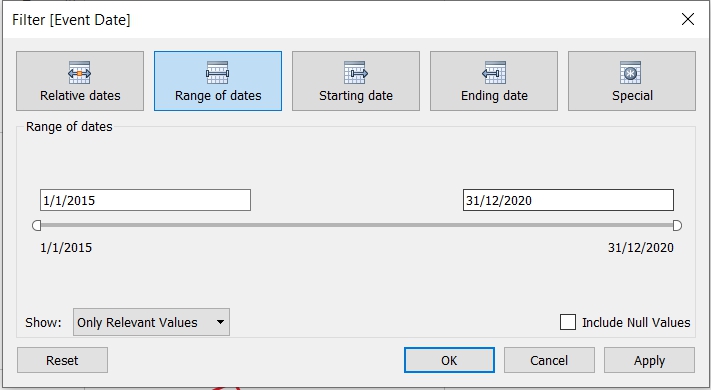 Filter [Event Date]
Relative dates
Range of dates
Starting date
Ending date
Special
Range of dates
1/1/2015
31/12/2020
1/1/2015
31/12/2020
Show:
Only Relevant Values
Include Null Values
Reset
OK
Cancel
Apply